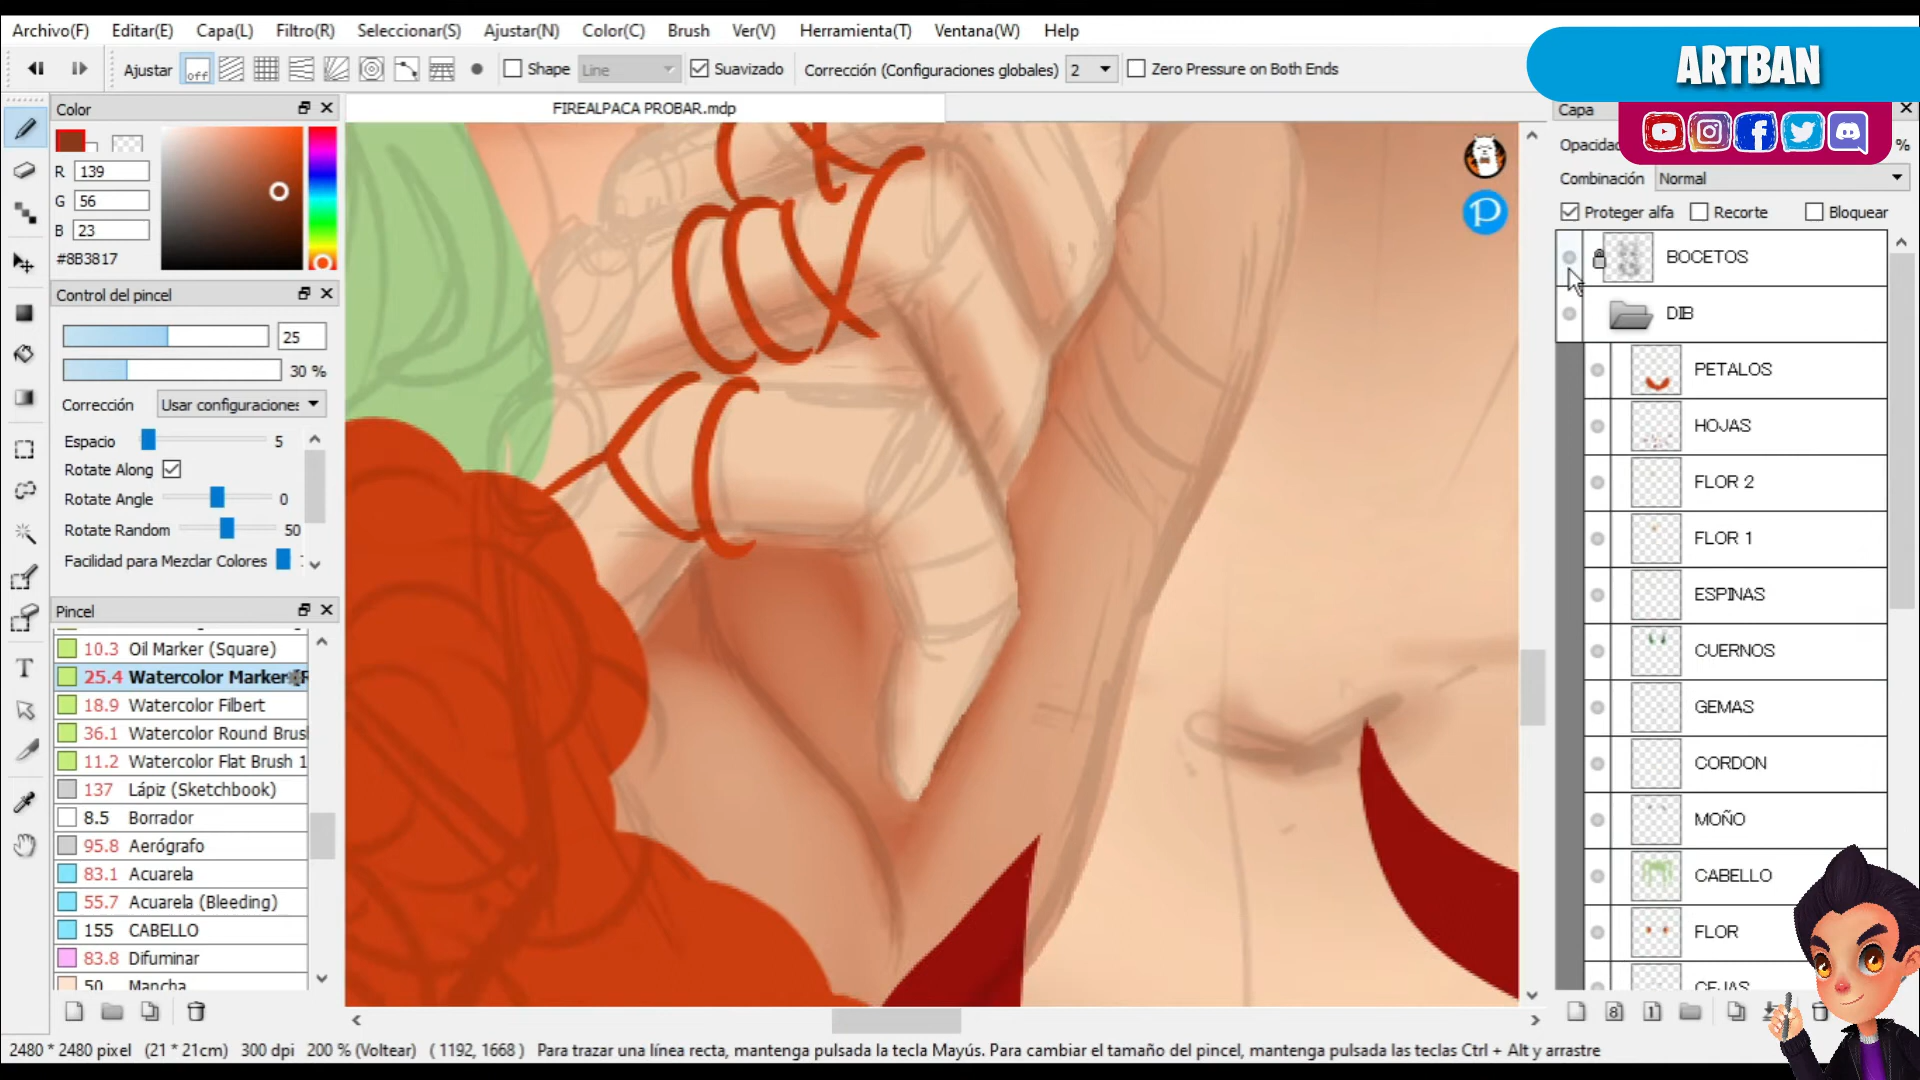 Archivo(F) Editar(E) Capa(L) Filtro(R) Seleccionar(S) Ajustar(N) Color(C) Brush Ver(V) Herramienta(T) Ventana(W) Help
Ajustar off Shape Line Suavizado Corrección (Configuraciones globales) 2 Zero Pressure on Both Ends
ARTBAN
Color
FIREALPACA PROBAR.mdp
Capa
R 139
G 56
B 23
#8B3817
Control del pincel
25
30 %
Corrección Usar configuraciones
Espacio 5
Rotate Along
Rotate Angle 0
Rotate Random 50
Facilidad para Mezclar Colores
Pincel
10.3 Oil Marker (Square)
25.4 Watercolor Marker
18.9 Watercolor Filbert
36.1 Watercolor Round Brus
11.2 Watercolor Flat Brush 1
137 Lápiz (Sketchbook)
8.5 Borrador
95.8 Aerógrafo
83.1 Acuarela
55.7 Acuarela (Bleeding)
155 CABELLO
83.8 Difuminar
50 Mancha
P
%
Combinación Normal
Proteger alfa Recorte Bloquear
BOCETOS
DIB
PETALOS
HOJAS
FLOR 2
FLOR 1
ESPINAS
CUERNOS
GEMAS
CORDON
MOÑO
CABELLO
FLOR
CEJAS
8 1
2480 * 2480 pixel (21 * 21cm) 300 dpi 200 % (Voltear) ( 1192, 1668 ) Para trazar una línea recta, mantenga pulsada la tecla Mayús. Para cambiar el tamaño del pincel, mantenga pulsada las teclas Ctrl + Alt y arrastre